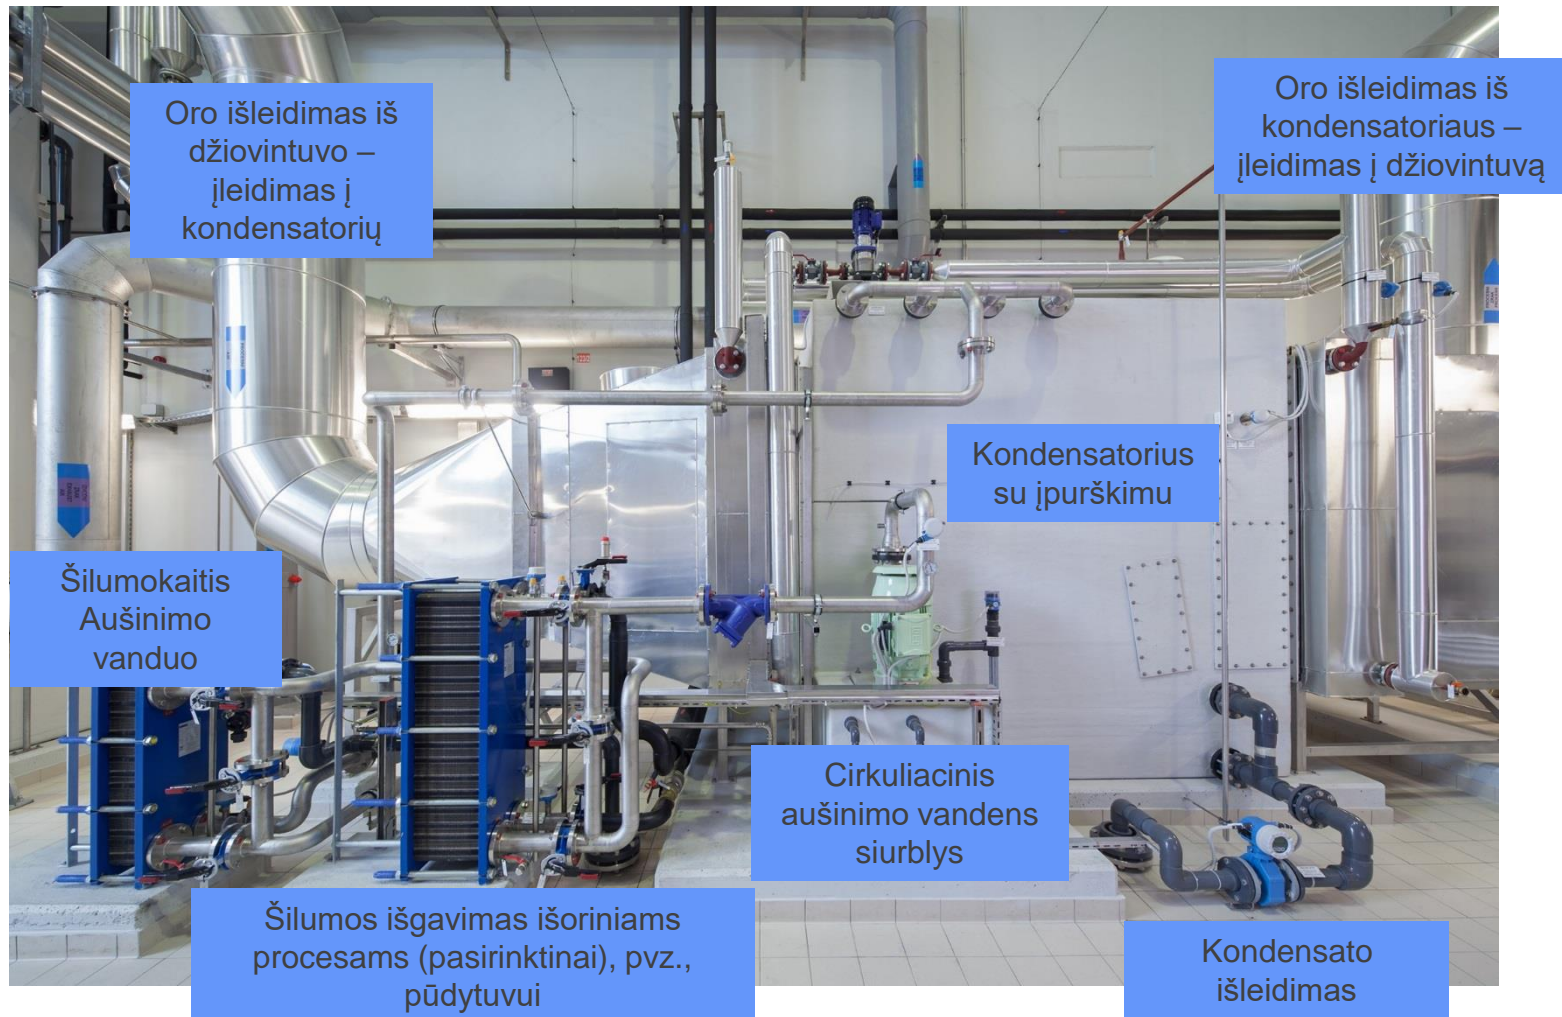 Oro išleidimas iš
džiovintuvo –
įleidimas į
kondensatorių
Oro išleidimas iš
kondensatoriaus –
įleidimas į džiovintuvą
Kondensatorius
su įpurškimu
Šilumokaitis
Aušinimo
vanduo
Cirkuliacinis
aušinimo vandens
siurblys
Šilumos išgavimas išoriniams
procesams (pasirinktinai), pvz.,
pūdytuvui
Kondensato
išleidimas